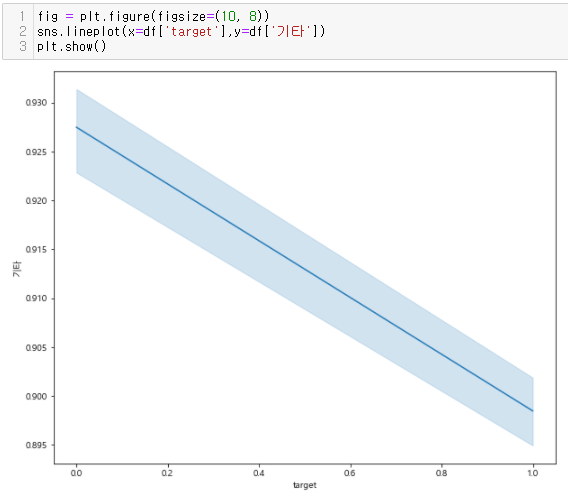 1 fig = plt.figure(figsize=(10, 8))
2 sns.lineplot(x=df['target'],y=df['기타'])
3 plt.show()
0.930
0.925
0.920
0.915
0.910
0.905
0.900
0.895
기타
0.0 0.2 0.4 0.6 0.8 1.0
target